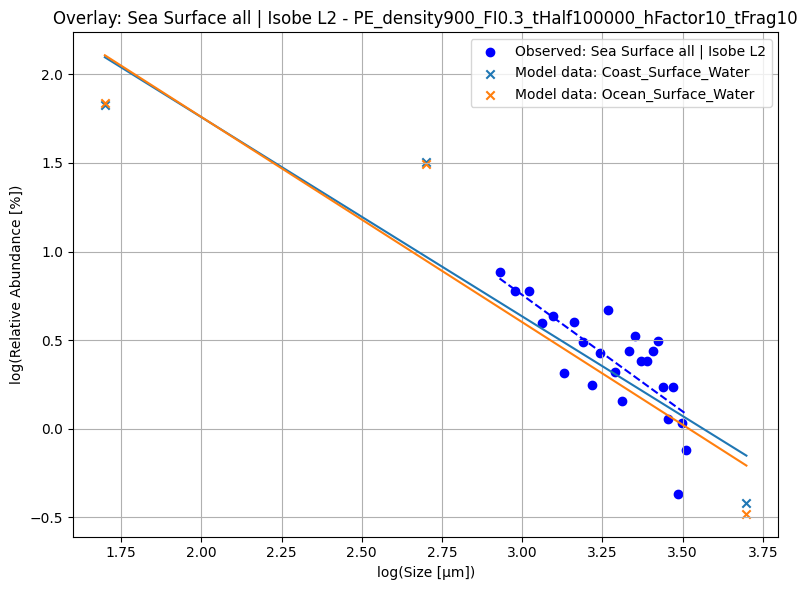 Overlay: Sea Surface all | Isobe L2 - PE_density900_FI0.3_tHalf100000_hFactor10_tFrag10
Observed: Sea Surface all | Isobe L2
Model data: Coast_Surface_Water
Model data: Ocean_Surface_Water
log(Relative Abundance [%])
2.0
1.5
1.0
0.5
0.0
−0.5
1.75 2.00 2.25 2.50 2.75 3.00 3.25 3.50 3.75
log(Size [µm])